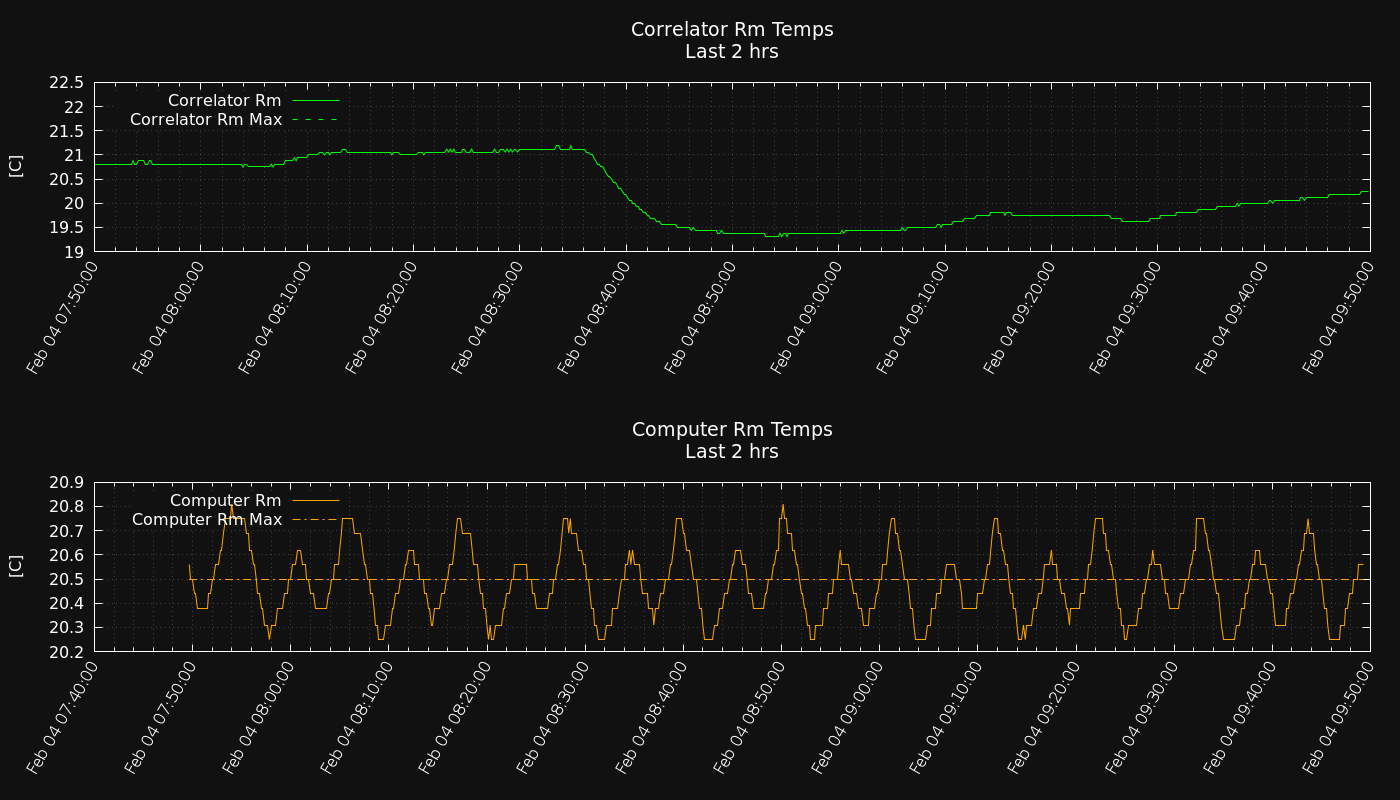 Correlator Rm Temps
Last 2 hrs
22.5
22
21.5
21
20.5
20
19.5
19
[C]
Correlator Rm
Correlator Rm Max
Feb 04 07:50:00
Feb 04 08:00:00
Feb 04 08:10:00
Feb 04 08:20:00
Feb 04 08:30:00
Feb 04 08:40:00
Feb 04 08:50:00
Feb 04 09:00:00
Feb 04 09:10:00
Feb 04 09:20:00
Feb 04 09:30:00
Feb 04 09:40:00
Feb 04 09:50:00
Computer Rm Temps
Last 2 hrs
20.9
20.8
20.7
20.6
20.5
20.4
20.3
20.2
[C]
Computer Rm
Computer Rm Max
Feb 04 07:40:00
Feb 04 07:50:00
Feb 04 08:00:00
Feb 04 08:10:00
Feb 04 08:20:00
Feb 04 08:30:00
Feb 04 08:40:00
Feb 04 08:50:00
Feb 04 09:00:00
Feb 04 09:10:00
Feb 04 09:20:00
Feb 04 09:30:00
Feb 04 09:40:00
Feb 04 09:50:00